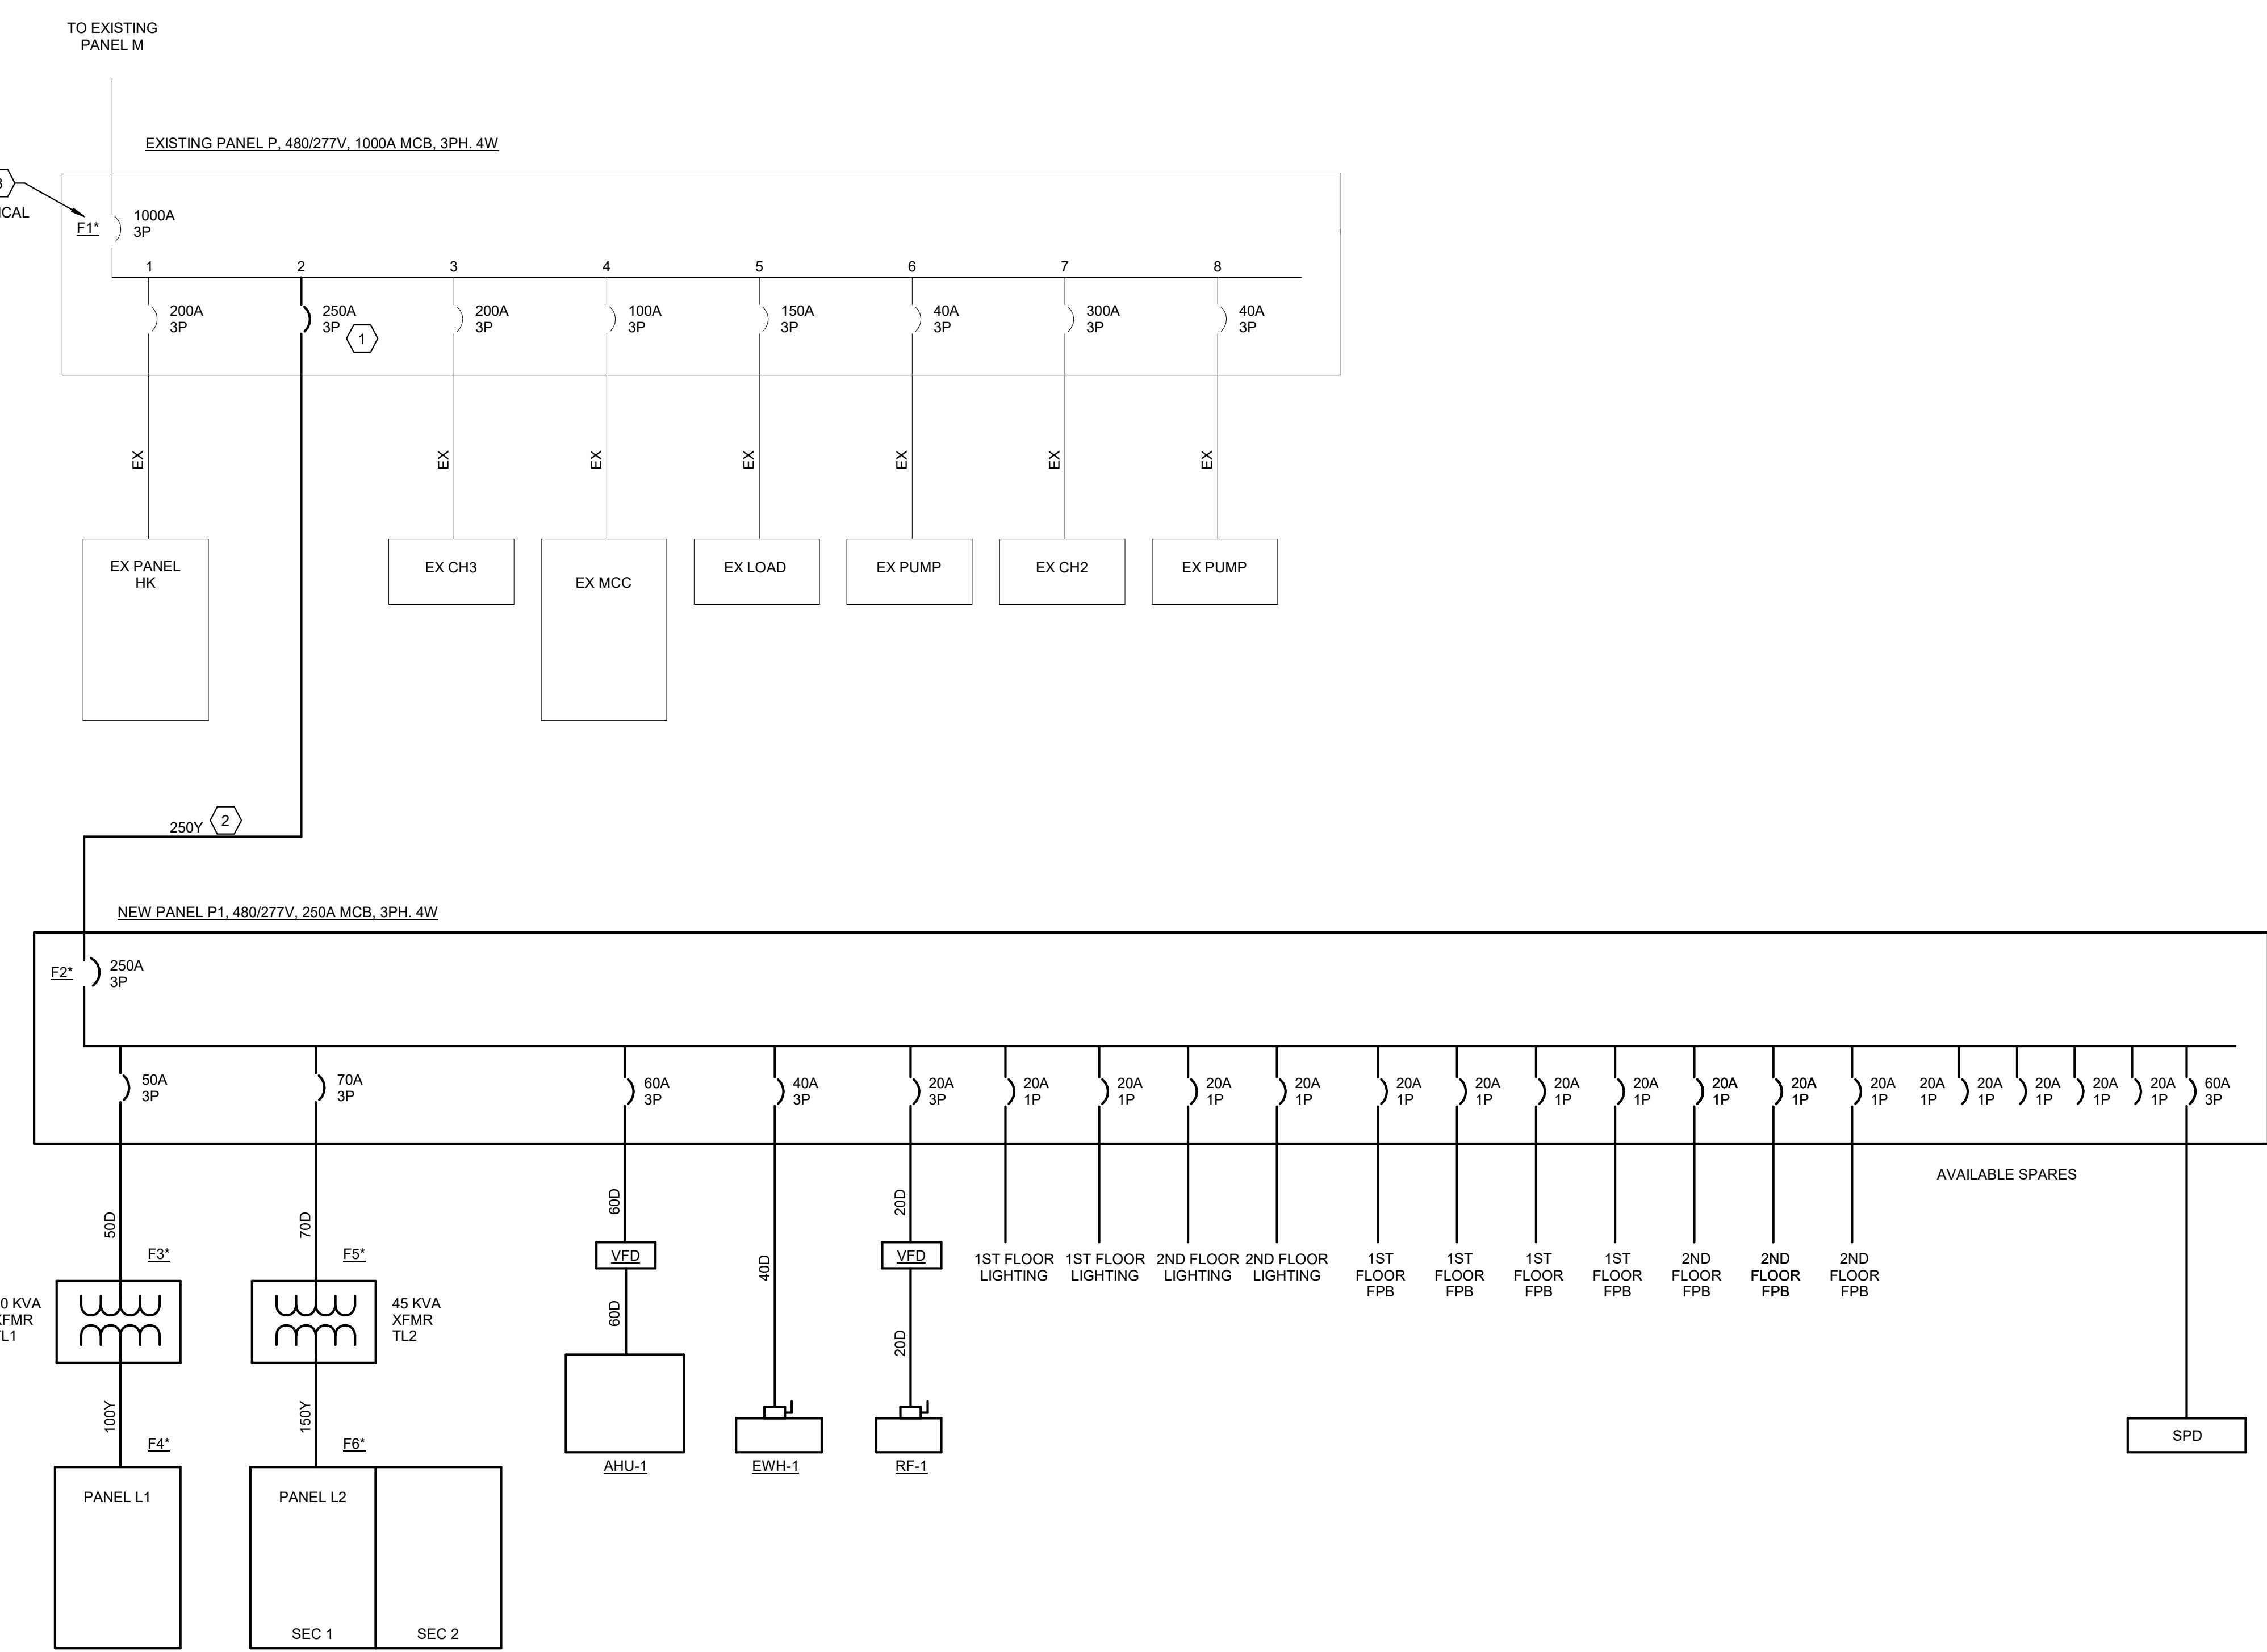 TO EXISTING
PANEL M
EXISTING PANEL P, 480/277V, 1000A MCB, 3PH. 4W
F1*
1000A
3P
1
2
3
4
5
6
7
8
200A
3P
250A
3P
1
200A
3P
100A
3P
150A
3P
40A
3P
300A
3P
40A
3P
EX
EX
EX
EX
EX
EX
EX
EX PANEL
HK
EX CH3
EX MCC
EX LOAD
EX PUMP
EX CH2
EX PUMP
250Y
2
NEW PANEL P1, 480/277V, 250A MCB, 3PH. 4W
F2*
250A
3P
50A
3P
70A
3P
60A
3P
40A
3P
20A
3P
20A
1P
20A
1P
20A
1P
20A
1P
20A
1P
20A
1P
20A
1P
20A
1P
20A
1P
20A
1P
20A
1P
20A
1P
20A
1P
20A
1P
20A
1P
20A
1P
60A
3P
AVAILABLE SPARES
50D
70D
60D
40D
20D
F3*
F5*
VFD
VFD
1ST FLOOR
LIGHTING
1ST FLOOR
LIGHTING
2ND FLOOR
LIGHTING
2ND FLOOR
LIGHTING
1ST
FLOOR
FPB
1ST
FLOOR
FPB
1ST
FLOOR
FPB
1ST
FLOOR
FPB
2ND
FLOOR
FPB
2ND
FLOOR
FPB
2ND
FLOOR
FPB
KVA
45 KVA
XFMR
TL2
60D
20D
100Y
150Y
F4*
F6*
AHU-1
EWH-1
RF-1
SPD
PANEL L1
PANEL L2
SEC 1
SEC 2